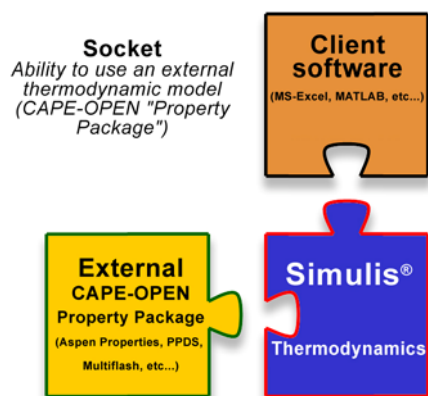 Socket
Ability to use an external
thermodynamic model
(CAPE-OPEN "Property
Package")
Client
software
(MS-Excel, MATLAB, etc...)
External
CAPE-OPEN
Property Package
(Aspen Properties, PPDS,
Multiflash, etc...)
Simulis®
Thermodynamics